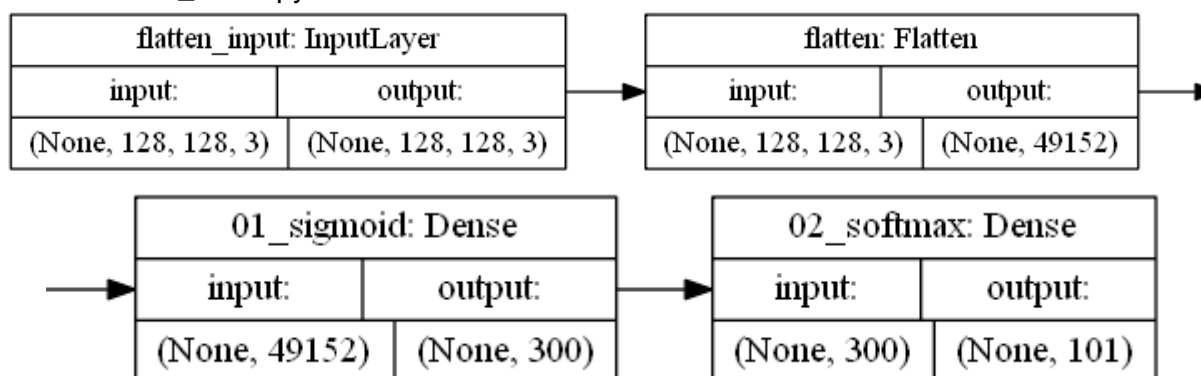 flatten_input: InputLayer
input: output:
(None, 128, 128, 3) (None, 128, 128, 3)
flatten: Flatten
input: output:
(None, 128, 128, 3) (None, 49152)
01_sigmoid: Dense
input: output:
(None, 49152) (None, 300)
02_softmax: Dense
input: output:
(None, 300) (None, 101)